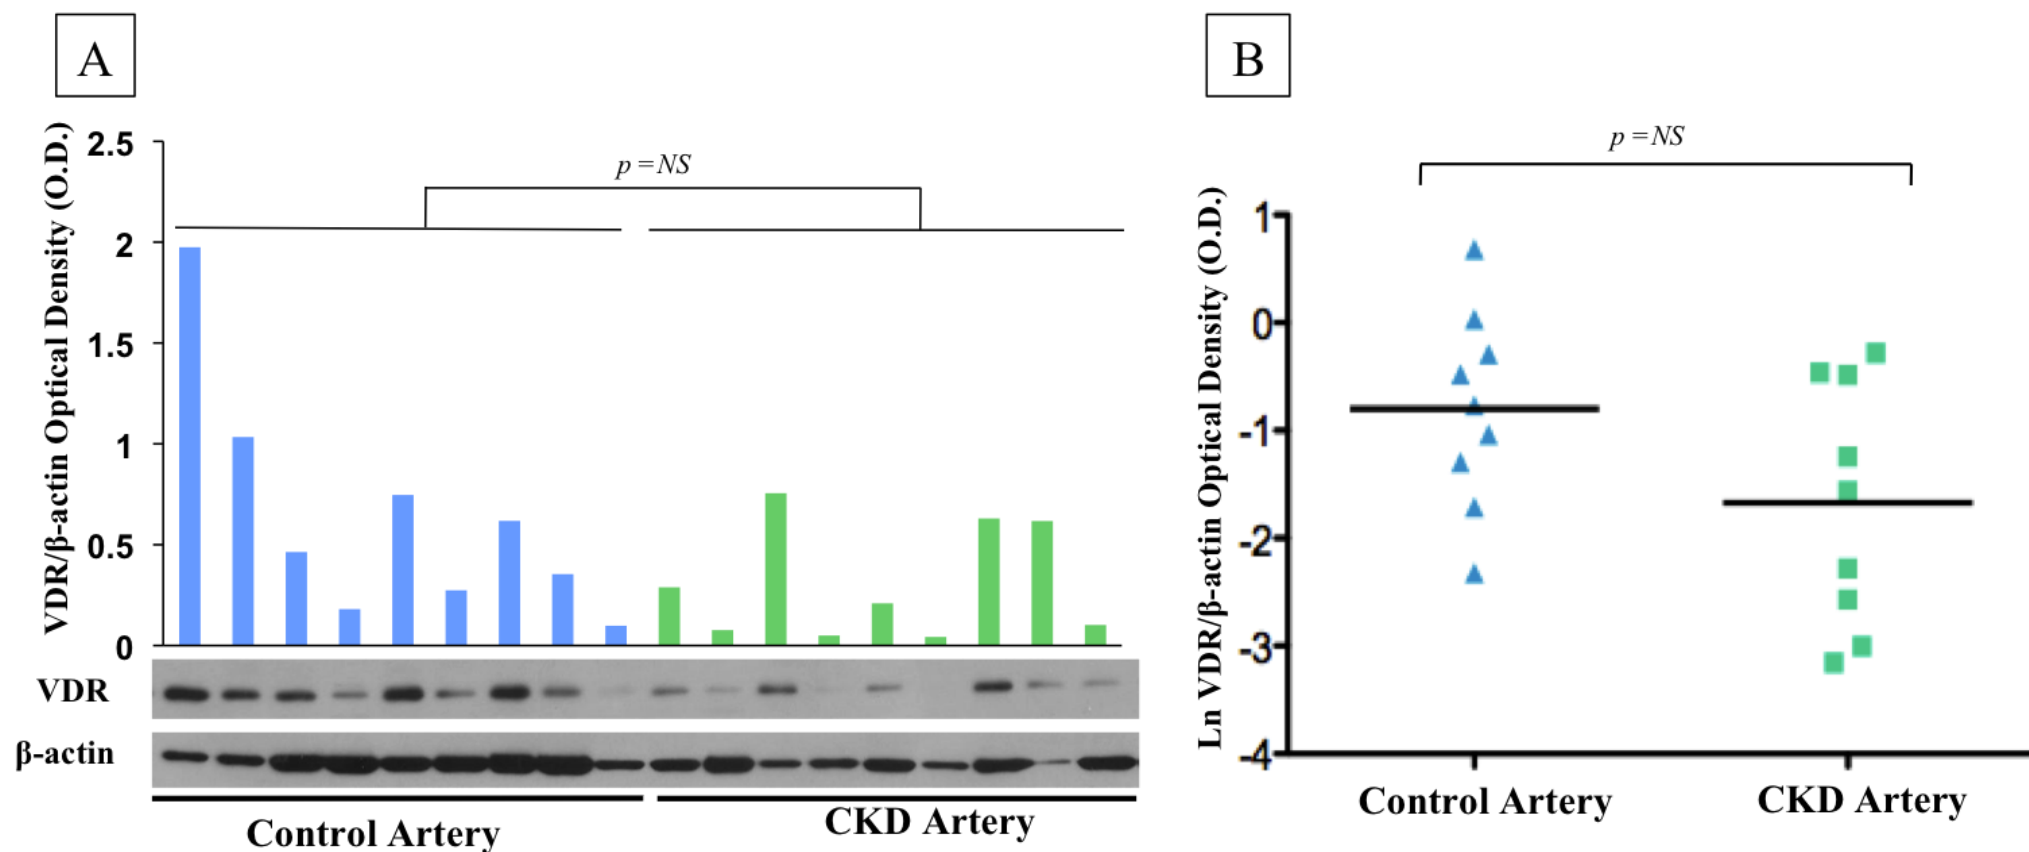 A
VDR/β-actin Optical Density (O.D.)
2.5
2
1.5
1
0.5
0
p =NS
VDR
β-actin
Control Artery
CKD Artery
B
p =NS
Ln VDR/β-actin Optical Density (O.D.)
1
0
-1
-2
-3
-4
Control Artery
CKD Artery